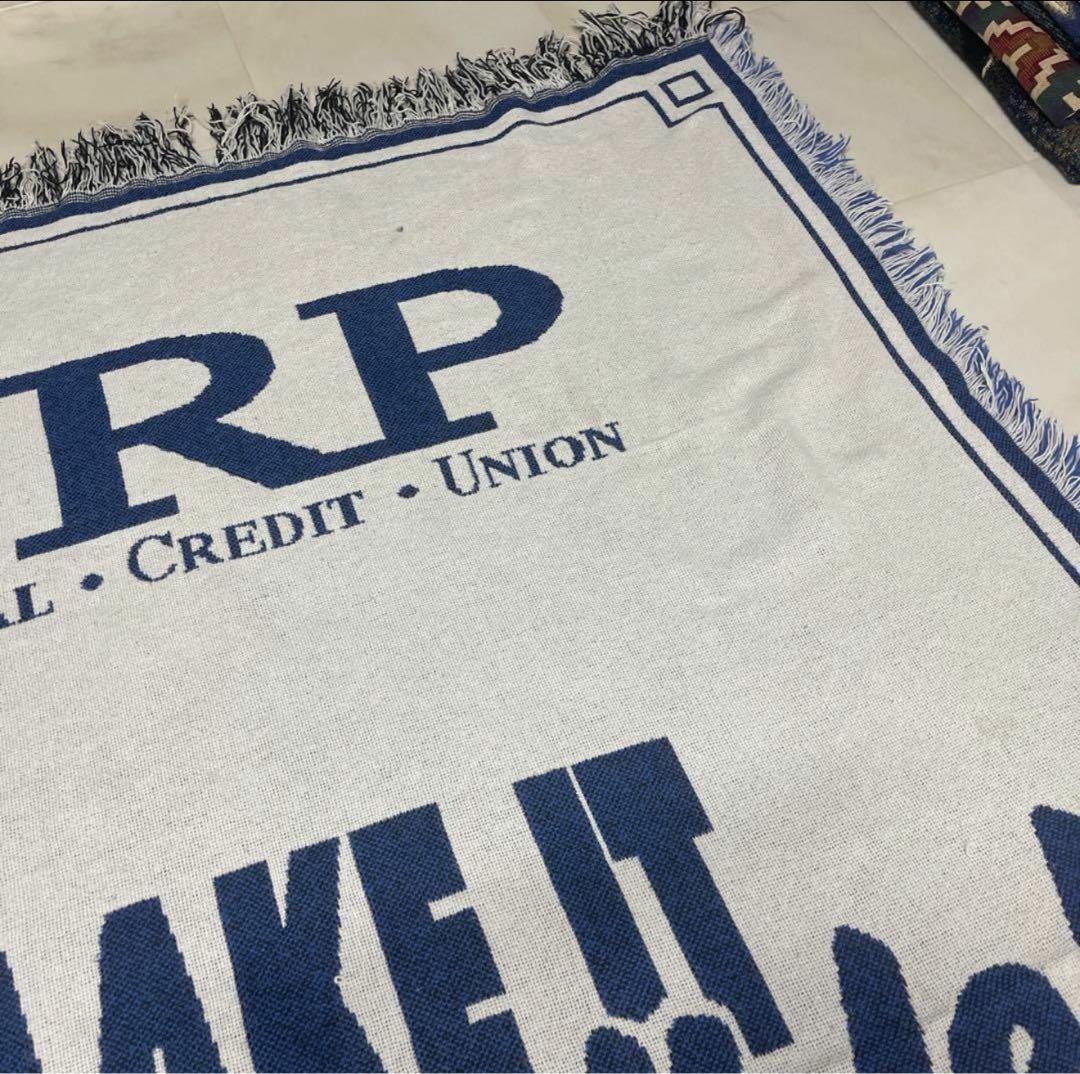 RP
AL • CREDIT • UNION
AKE IT